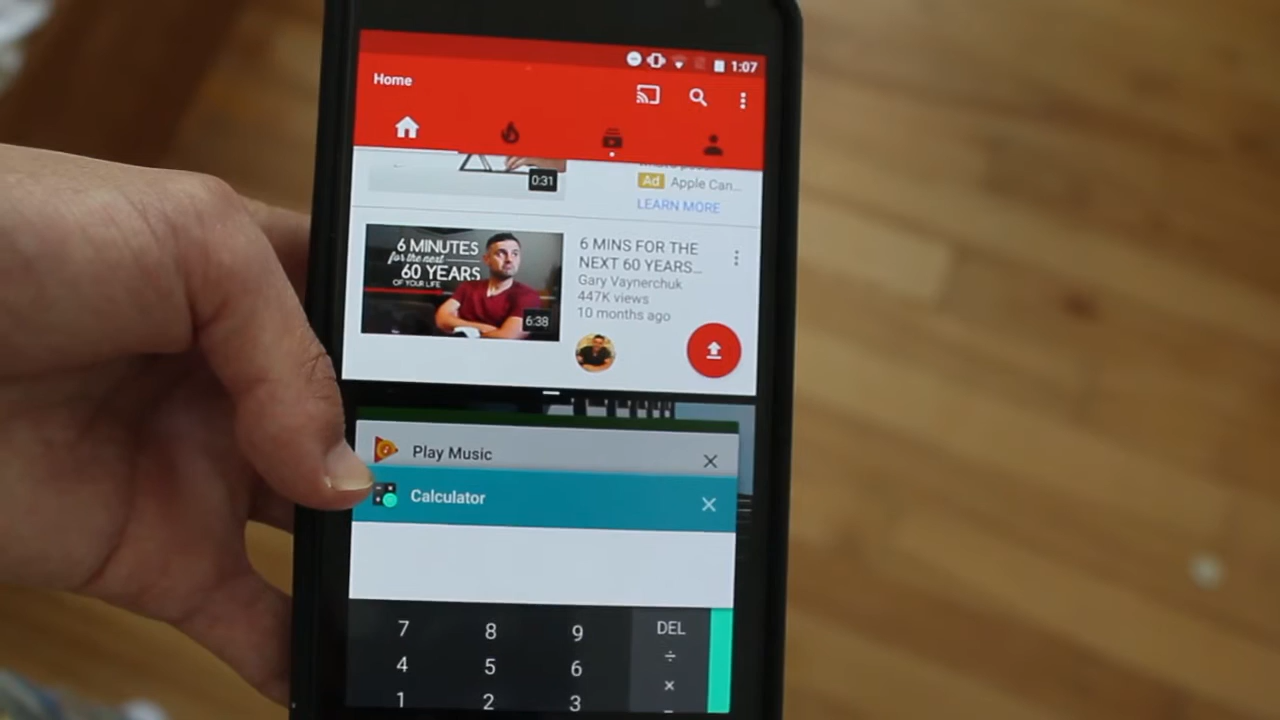 1:07
Home
0:31
Ad Apple Can...
LEARN MORE
6 MINUTES
for the next
60 YEARS
OF YOUR LIFE
6:38
6 MINS FOR THE
NEXT 60 YEARS...
Gary Vaynerchuk
447K views
10 months ago
Play Music
Calculator
7 8 9 DEL
4 5 6 ÷
1 2 3 ×
−